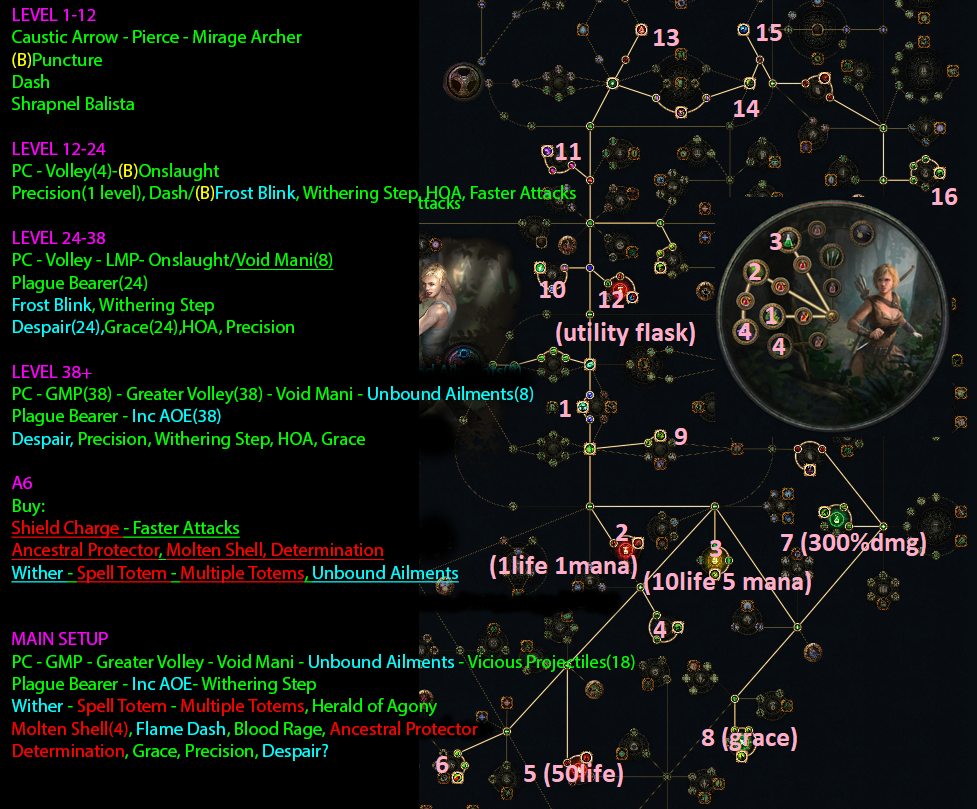 LEVEL 1-12
Caustic Arrow - Pierce - Mirage Archer
(B)Puncture
Dash
Shrapnel Balista
LEVEL 12-24
PC - Volley(4)-(B)Onslaught
Precision(1 level), Dash/(B)Frost Blink, Withering Step, HOA, Faster Attacks
ttacks
LEVEL 24-38
PC - Volley - LMP- Onslaught/Void Mani(8)
Plague Bearer(24)
Frost Blink, Withering Step
Despair(24),Grace(24),HOA, Precision
LEVEL 38+
PC - GMP(38) - Greater Volley(38) - Void Mani - Unbound Ailments(8)
Plague Bearer - Inc AOE(38)
Despair, Precision, Withering Step, HOA, Grace
A6
Buy:
Shield Charge - Faster Attacks
Ancestral Protector, Molten Shell, Determination
Wither - Spell Totem - Multiple Totems, Unbound Ailments
MAIN SETUP
PC - GMP - Greater Volley - Void Mani - Unbound Ailments - Vicious Projectiles(18)
Plague Bearer - Inc AOE- Withering Step
Wither - Spell Totem - Multiple Totems, Herald of Agony
Molten Shell(4), Flame Dash, Blood Rage, Ancestral Protector
Determination, Grace, Precision, Despair?
13
15
14
11
16
10
12
(utility flask)
3
2
1
4
4
1
9
2
(1life 1mana)
3
(10life 5 mana)
7 (300%dmg)
4
8 (grace)
6
5 (50life)